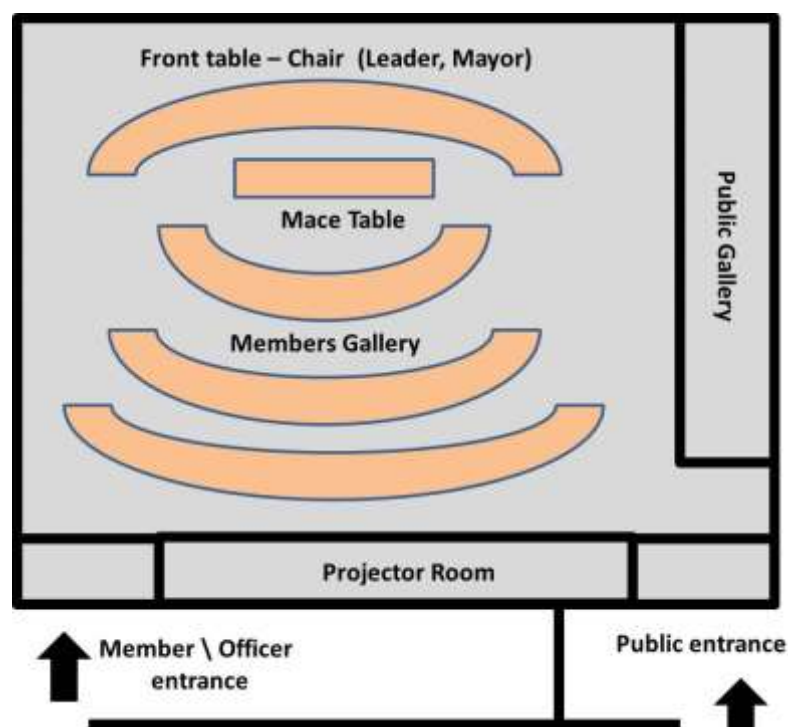 Front table – Chair  (Leader, Mayor)
Mace Table
Public Gallery
Members Gallery
Projector Room
Member \ Officer
entrance
Public entrance